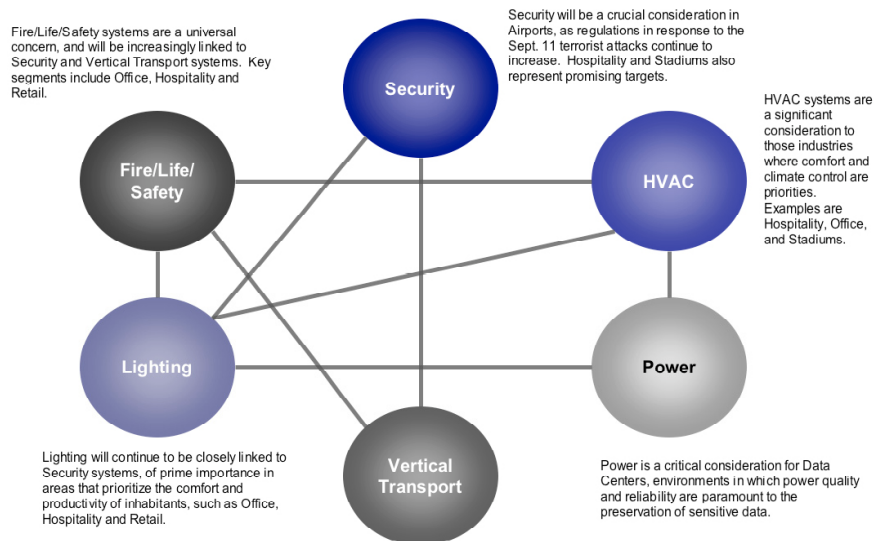 Fire/Life/Safety systems are a universal
concern, and will be increasingly linked to
Security and Vertical Transport systems. Key
segments include Office, Hospitality and
Retail.
Security will be a crucial consideration in
Airports, as regulations in response to the
Sept. 11 terrorist attacks continue to
increase. Hospitality and Stadiums also
represent promising targets.
Security
HVAC systems are
a significant
consideration to
those industries
where comfort and
climate control are
priorities.
Examples are
Hospitality, Office,
and Stadiums.
Fire/Life/
Safety
HVAC
Lighting
Power
Vertical
Transport
Lighting will continue to be closely linked to
Security systems, of prime importance in
areas that prioritize the comfort and
productivity of inhabitants, such as Office,
Hospitality and Retail.
Power is a critical consideration for Data
Centers, environments in which power quality
and reliability are paramount to the
preservation of sensitive data.